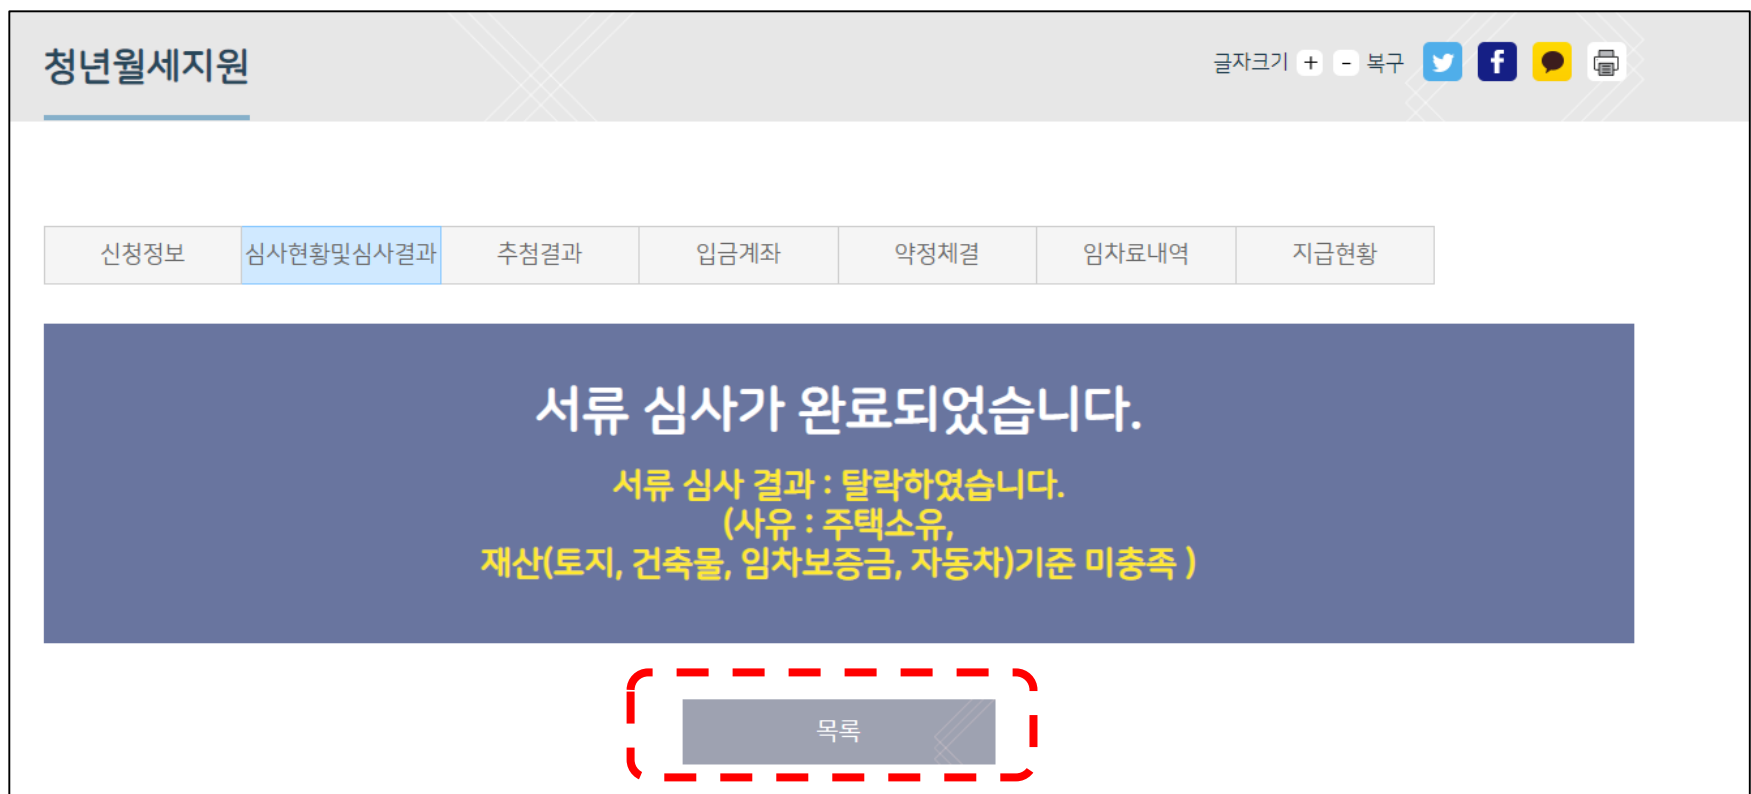 청년월세지원
글자크기 + - 복구
신청정보 심사현황및심사결과 추첨결과 입금계좌 약정체결 임차료내역 지급현황
서류 심사가 완료되었습니다.
서류 심사 결과 : 탈락하였습니다.
(사유 : 주택소유,
재산(토지, 건축물, 임차보증금, 자동차)기준 미충족 )
목록